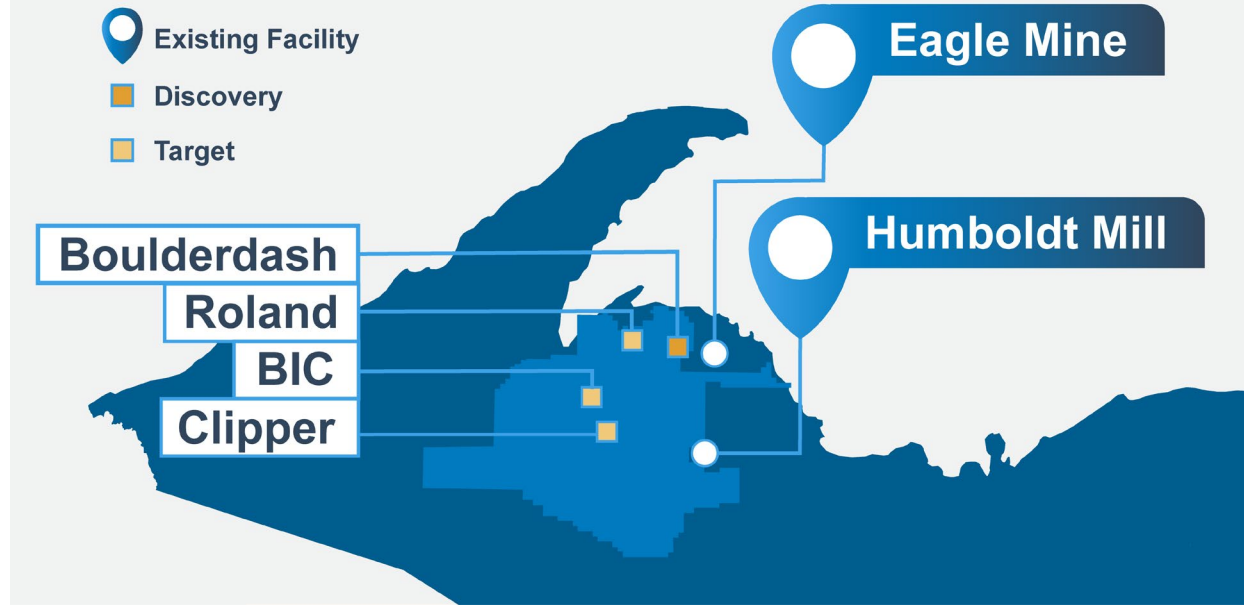 Existing Facility
Discovery
Target
Eagle Mine
Humboldt Mill
Boulderdash
Roland
BIC
Clipper